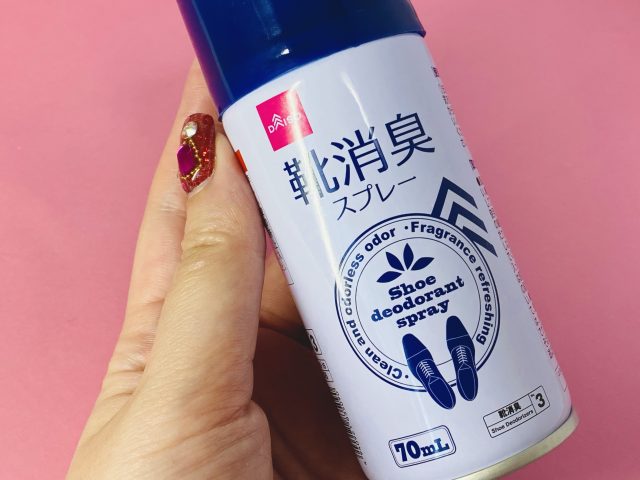 DAISO
靴消臭
スプレー
・Clean and odorless odor ・Fragrance refreshing
Shoe
deodorant
spray
70mL
靴消臭
Shoe Deodorizers
3